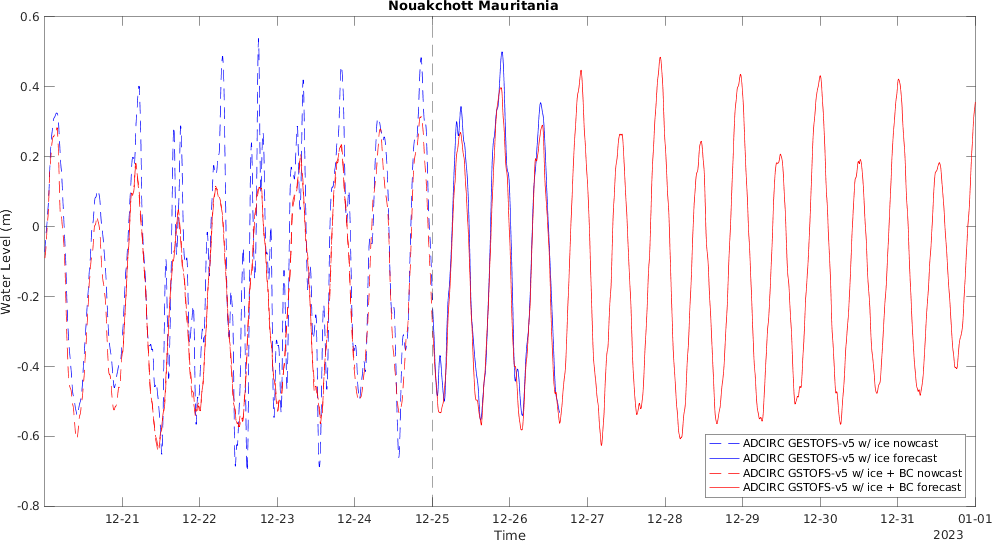 Nouakchott Mauritania
0.6
0.4
0.2
0
-0.2
-0.4
-0.6
-0.8
Water Level (m)
ADCIRC GESTOFS-v5 w/ ice nowcast
ADCIRC GESTOFS-v5 w/ ice forecast
ADCIRC GSTOFS-v5 w/ ice + BC nowcast
ADCIRC GSTOFS-v5 w/ ice + BC forecast
12-21 12-22 12-23 12-24 12-25 12-26 12-27 12-28 12-29 12-30 12-31 01-01
Time 2023